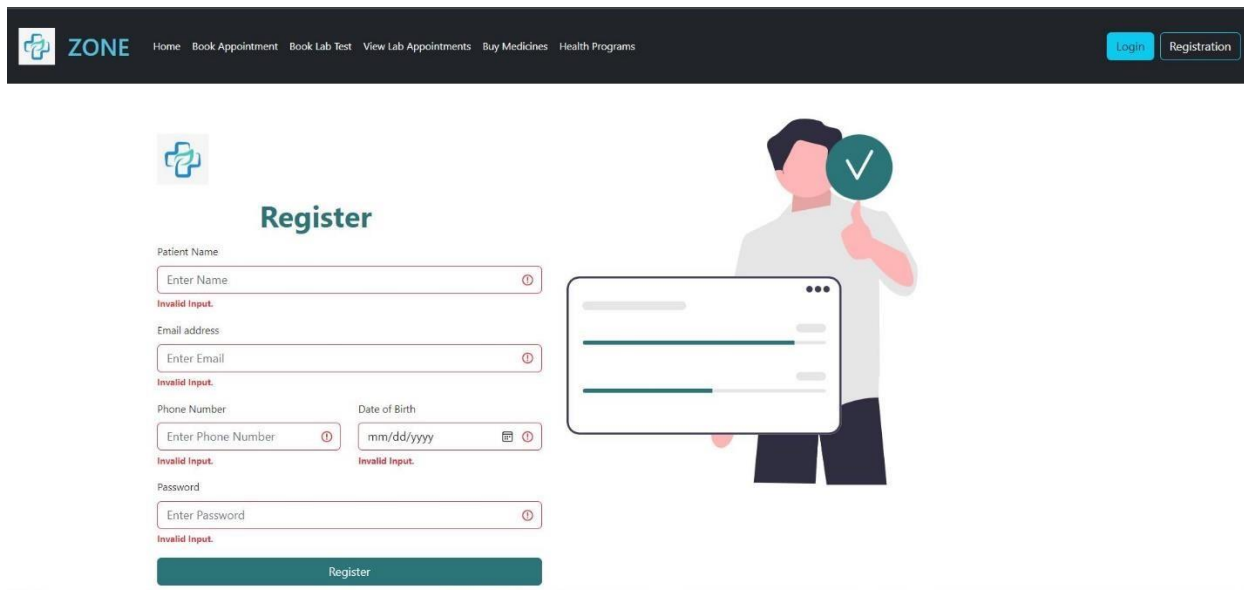 ZONE Home Book Appointment Book Lab Test View Lab Appointments Buy Medicines Health Programs Login Registration
Register
Patient Name
Enter Name
Invalid Input.
Email address
Enter Email
Invalid Input.
Phone Number Date of Birth
Enter Phone Number mm/dd/yyyy
Invalid Input. Invalid Input.
Password
Enter Password
Invalid Input.
Register